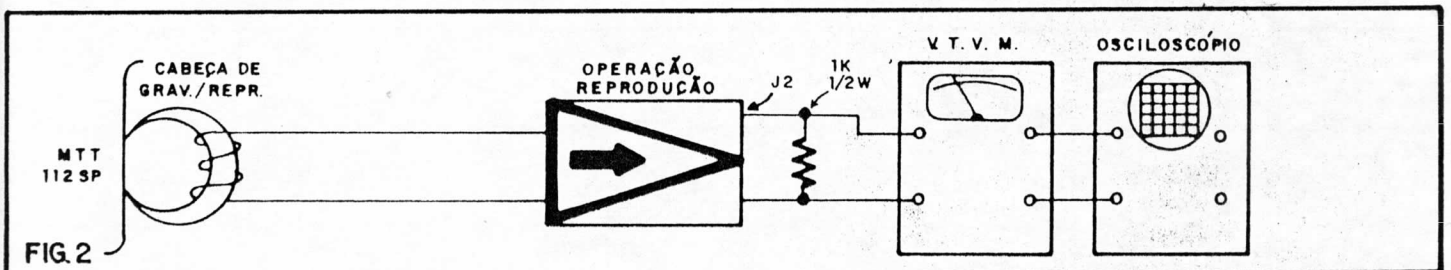 CABEÇA DE
GRAV./REPR.
MTT
112 SP
FIG. 2
OPERAÇÃO
REPRODUÇÃO
J2
1K
1/2W
V. T. V. M.
OSCILOSCÓPIO